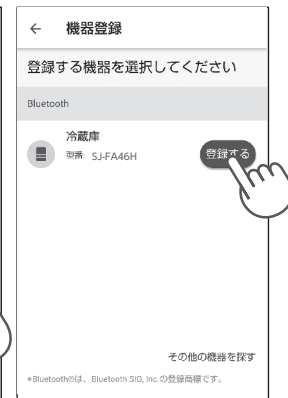 ← 機器登録
登録する機器を選択してください
Bluetooth
冷蔵庫
型番: SJ-FA46H
登録する
その他の機器を探す
*Bluetooth®は、Bluetooth SIG, Inc.の登録商標です。